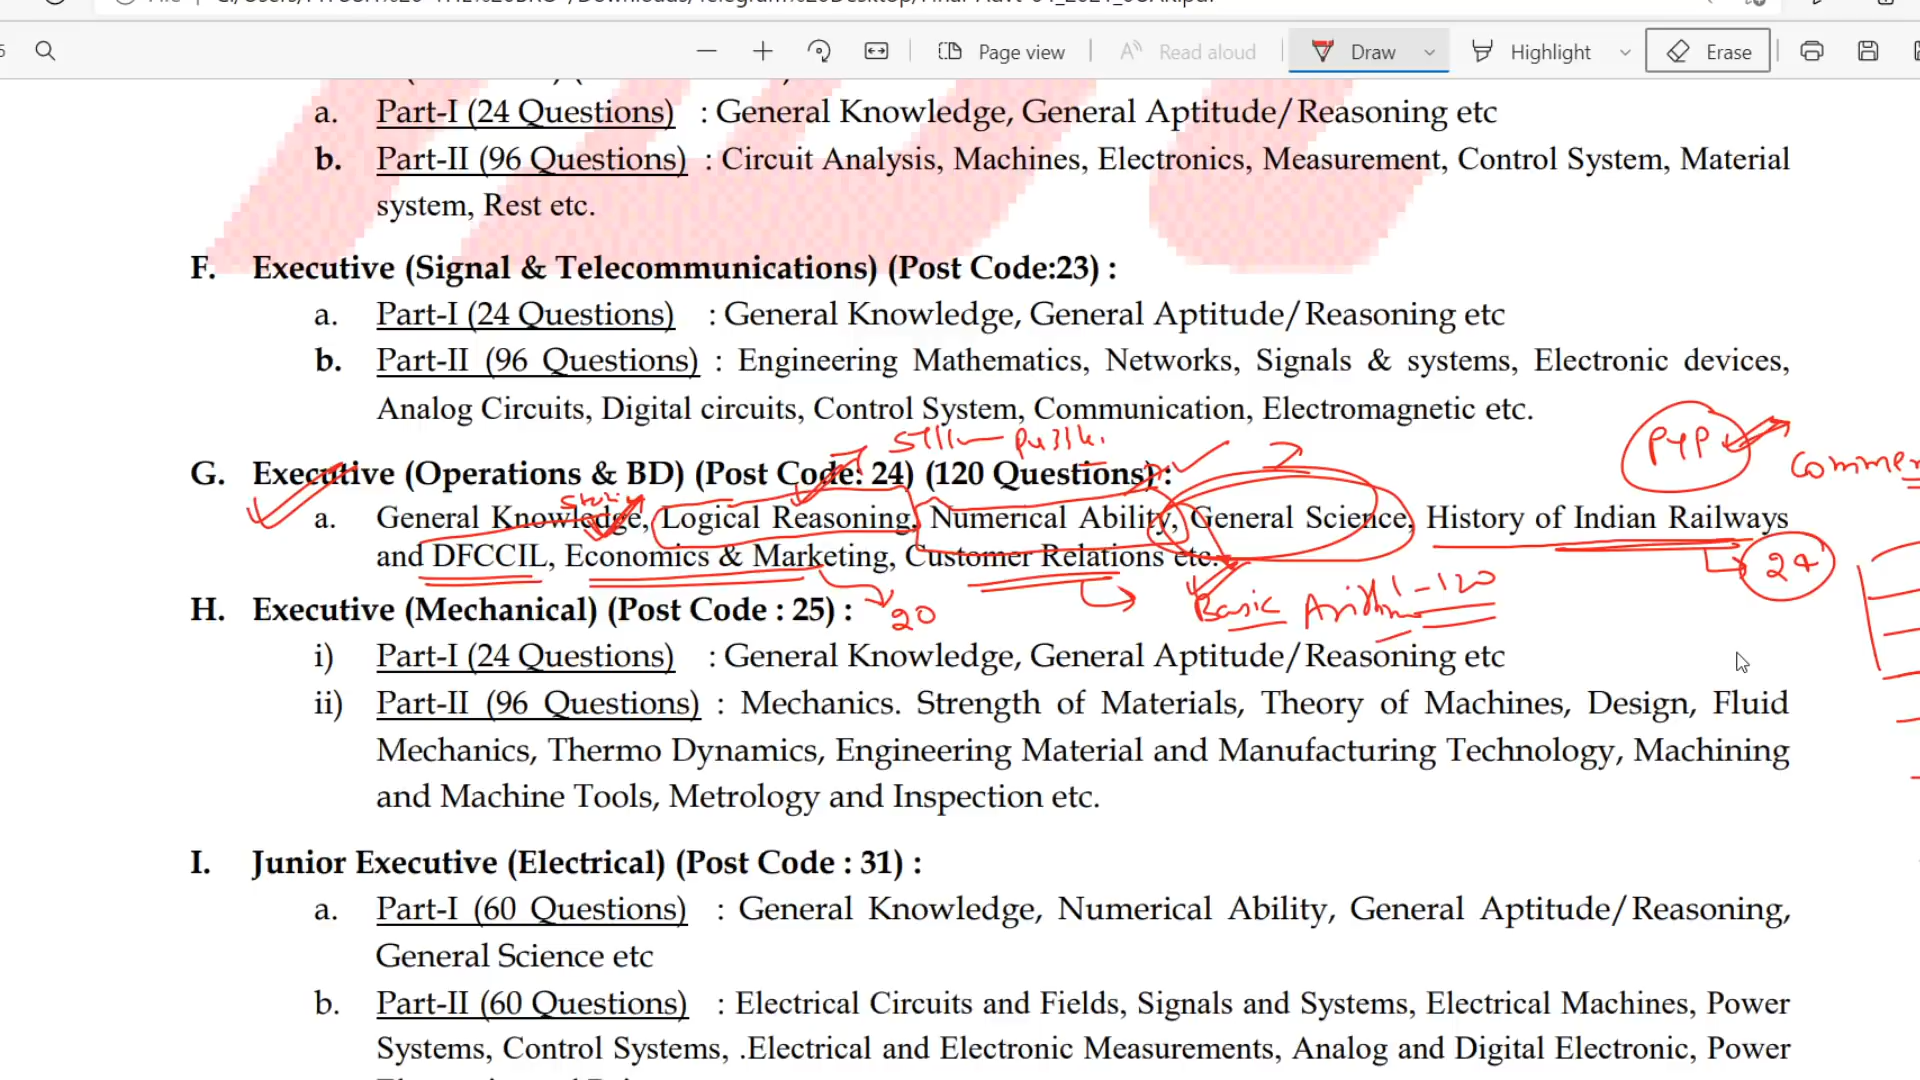 Page view
Read aloud
Draw
Highlight
Erase
a. Part-I (24 Questions) : General Knowledge, General Aptitude/Reasoning etc
b. Part-II (96 Questions) : Circuit Analysis, Machines, Electronics, Measurement, Control System, Material
system, Rest etc.
F. Executive (Signal & Telecommunications) (Post Code:23) :
a. Part-I (24 Questions) : General Knowledge, General Aptitude/Reasoning etc
b. Part-II (96 Questions) : Engineering Mathematics, Networks, Signals & systems, Electronic devices,
Analog Circuits, Digital circuits, Control System, Communication, Electromagnetic etc.
PYP
G. Executive (Operations & BD) (Post Code: 24) (120 Questions) :
a. General Knowledge, Logical Reasoning, Numerical Ability, General Science, History of Indian Railways
and DFCCIL, Economics & Marketing, Customer Relations etc.
24
1-120
Basic
20
H. Executive (Mechanical) (Post Code : 25) :
i) Part-I (24 Questions) : General Knowledge, General Aptitude/Reasoning etc
ii) Part-II (96 Questions) : Mechanics. Strength of Materials, Theory of Machines, Design, Fluid
Mechanics, Thermo Dynamics, Engineering Material and Manufacturing Technology, Machining
and Machine Tools, Metrology and Inspection etc.
I. Junior Executive (Electrical) (Post Code : 31) :
a. Part-I (60 Questions) : General Knowledge, Numerical Ability, General Aptitude/Reasoning,
General Science etc
b. Part-II (60 Questions) : Electrical Circuits and Fields, Signals and Systems, Electrical Machines, Power
Systems, Control Systems, .Electrical and Electronic Measurements, Analog and Digital Electronic, Power